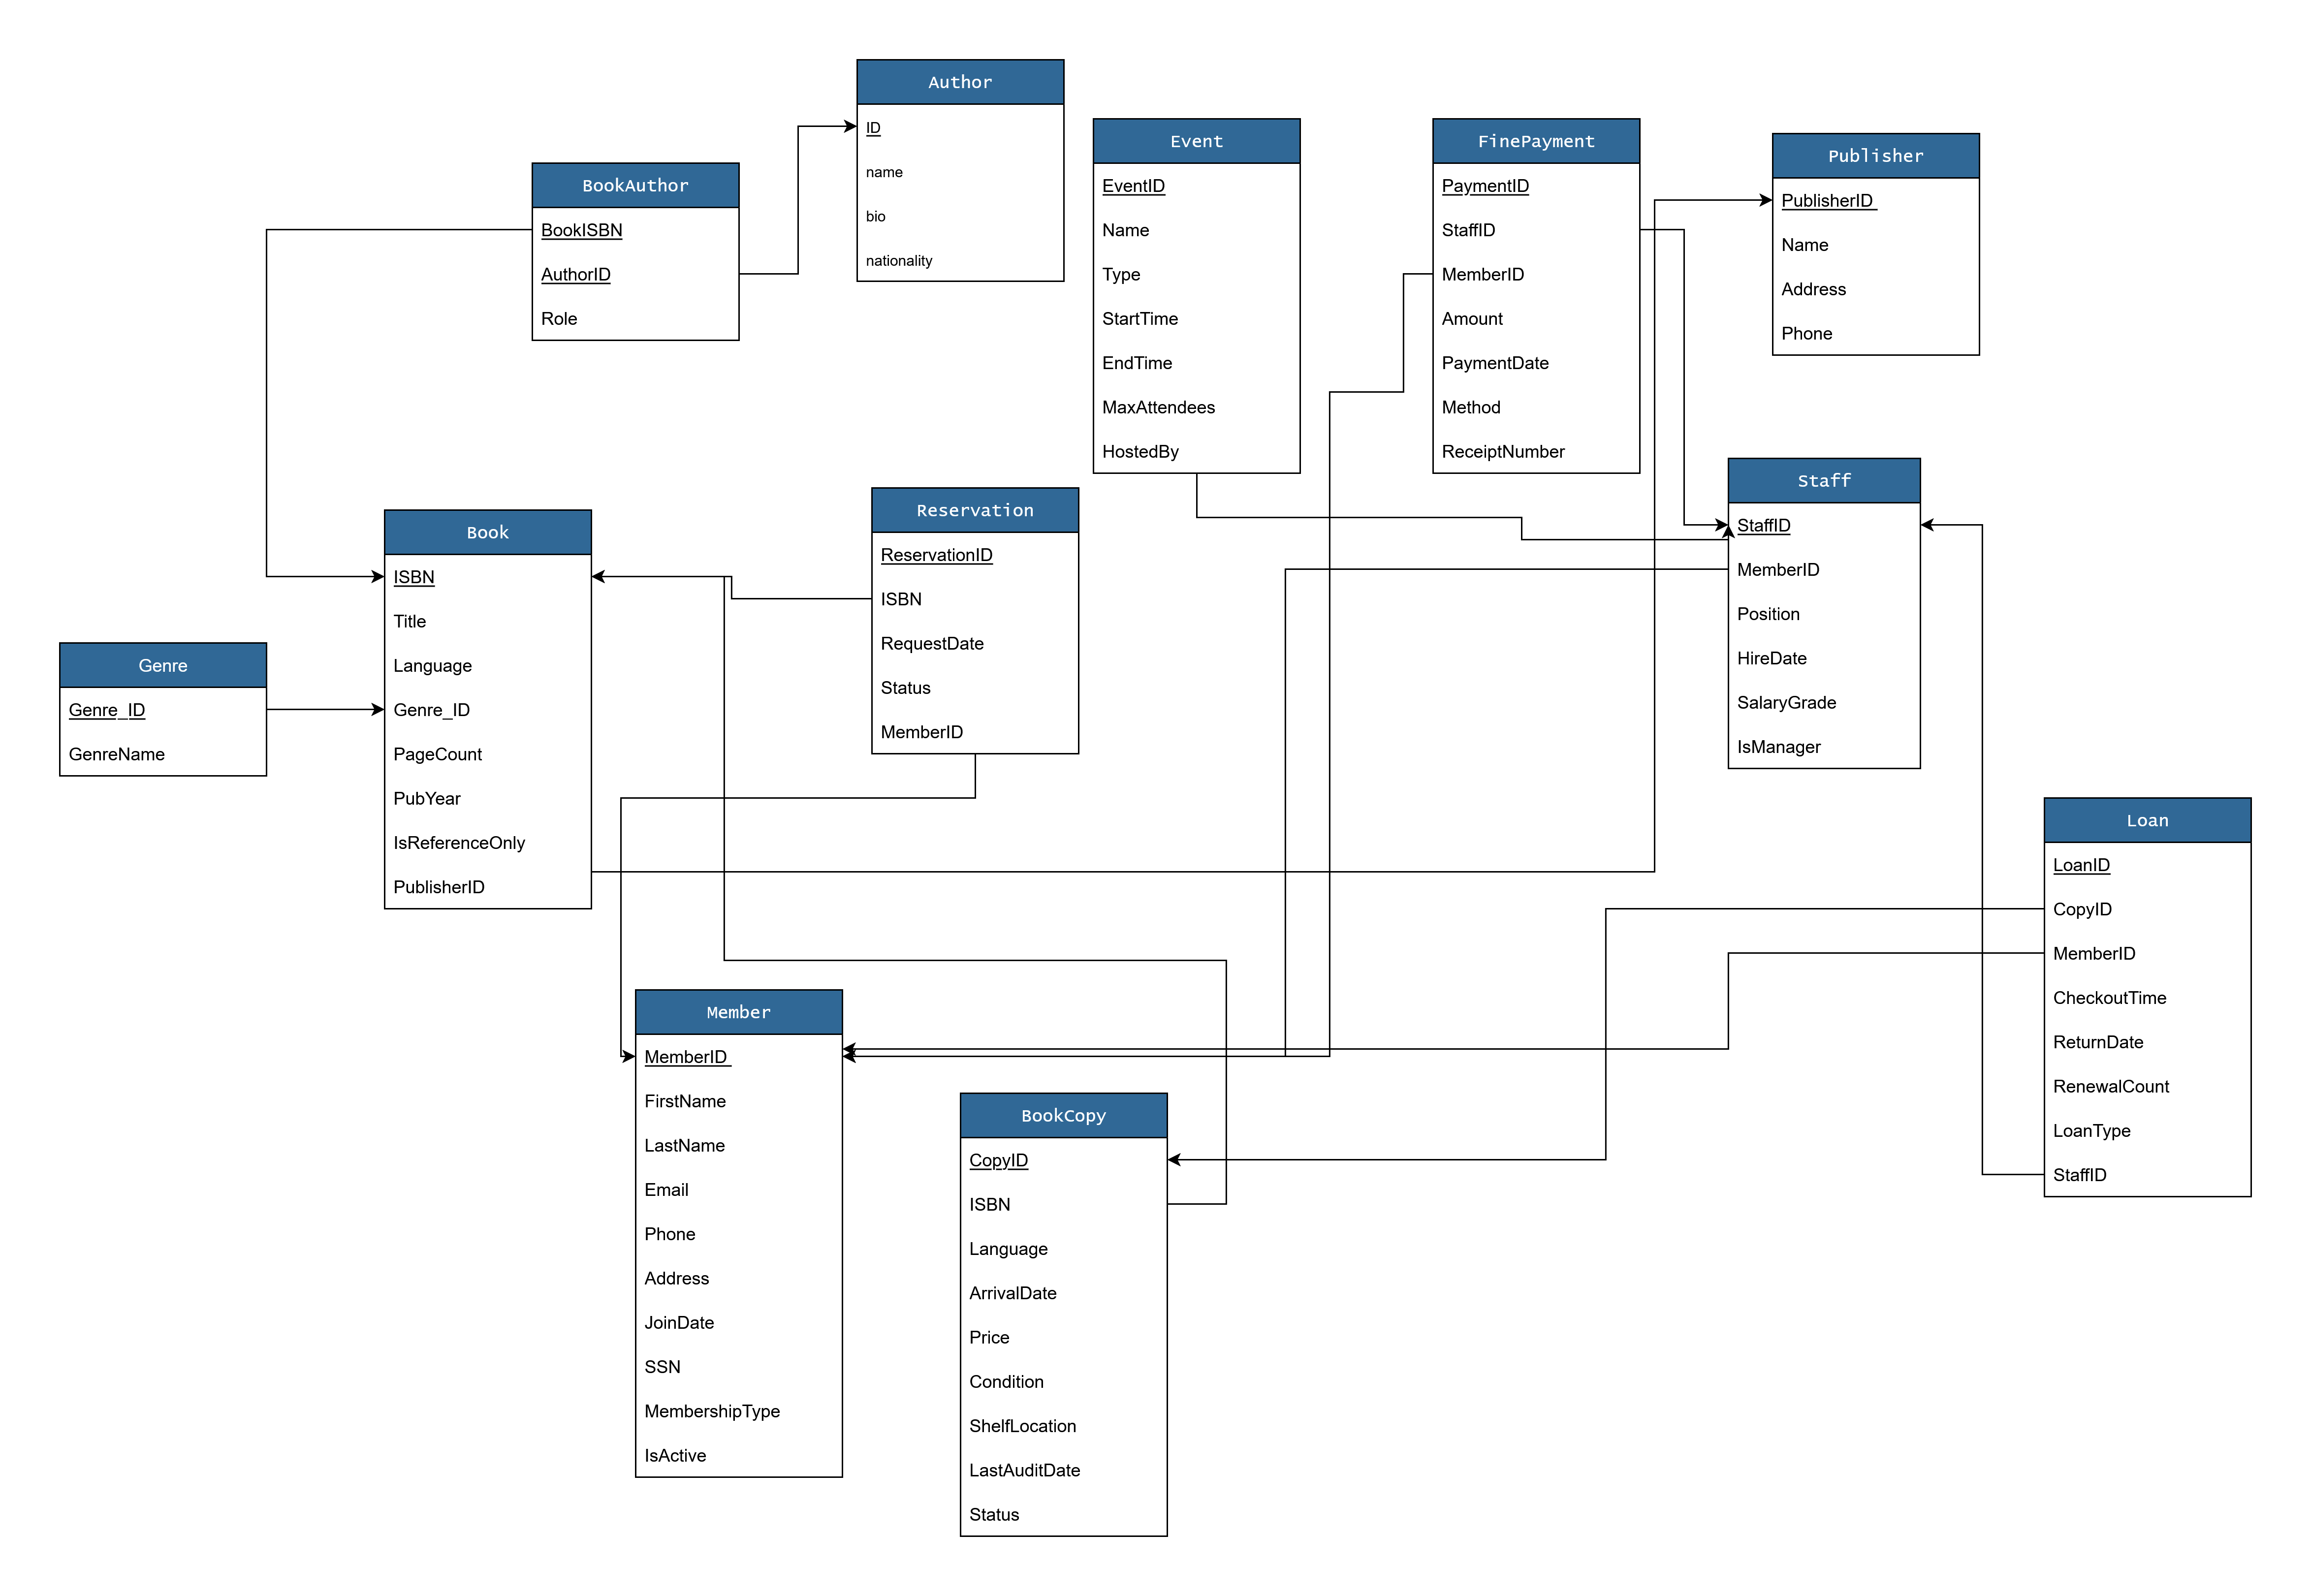 Author
ID
name
bio
nationality
Event
EventID
Name
Type
StartTime
EndTime
MaxAttendees
HostedBy
FinePayment
PaymentID
StaffID
MemberID
Amount
PaymentDate
Method
ReceiptNumber
Publisher
PublisherID
Name
Address
Phone
BookAuthor
BookISBN
AuthorID
Role
Staff
StaffID
MemberID
Position
HireDate
SalaryGrade
IsManager
Reservation
ReservationID
ISBN
RequestDate
Status
MemberID
Book
ISBN
Title
Language
Genre_ID
PageCount
PubYear
IsReferenceOnly
PublisherID
Genre
Genre_ID
GenreName
Loan
LoanID
CopyID
MemberID
CheckoutTime
ReturnDate
RenewalCount
LoanType
StaffID
Member
MemberID
FirstName
LastName
Email
Phone
Address
JoinDate
SSN
MembershipType
IsActive
BookCopy
CopyID
ISBN
Language
ArrivalDate
Price
Condition
ShelfLocation
LastAuditDate
Status